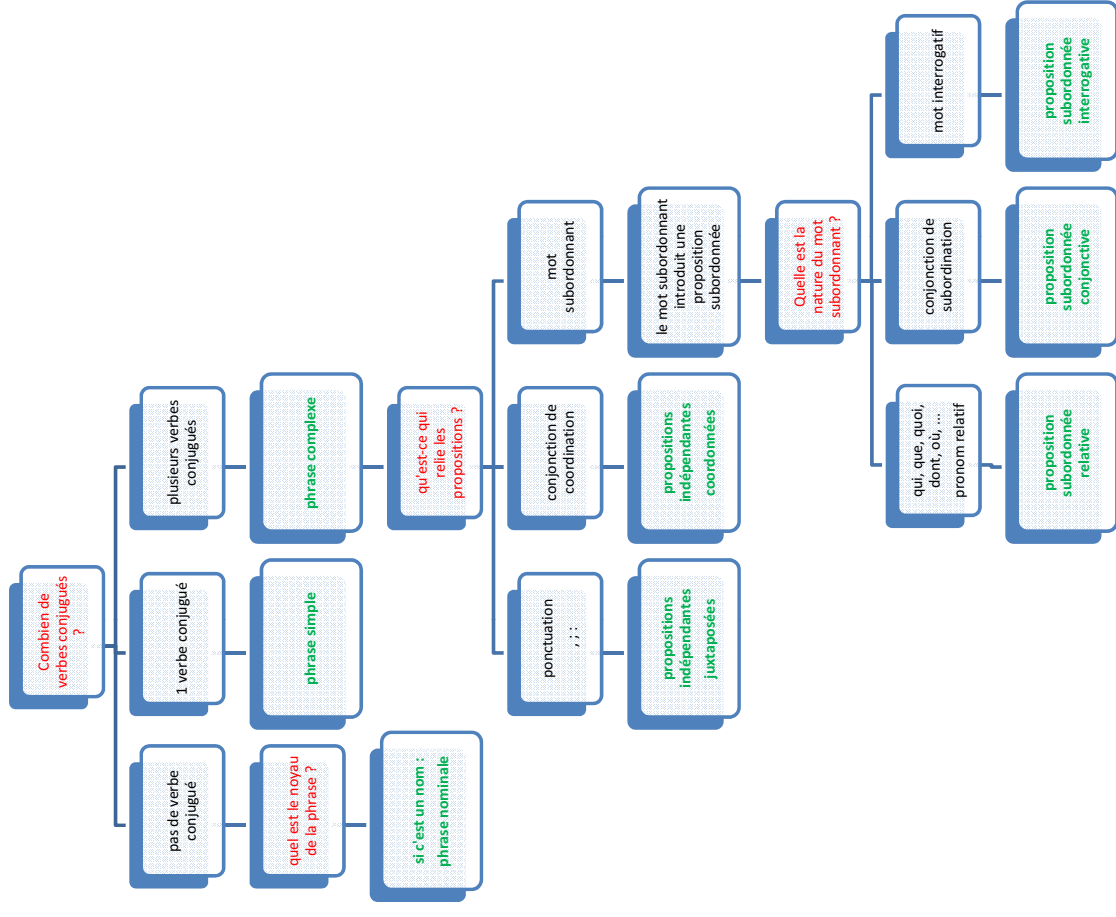 Combien de
verbes conjugués
?
pas de verbe
conjugué
quel est le noyau
de la phrase ?
si c'est un nom :
phrase nominale
1 verbe conjugué
phrase simple
plusieurs verbes
conjugués
phrase complexe
qu'est-ce qui
relie les
propositions ?
ponctuation
, ; :
propositions
indépendantes
juxtaposées
conjonction de
coordination
propositions
indépendantes
coordonnées
mot
subordonnant
le mot subordonnant
introduit une
proposition
subordonnée
Quelle est la
nature du mot
subordonnant ?
qui, que, quoi,
dont, où, ...
pronom relatif
proposition
subordonnée
relative
conjonction de
subordination
proposition
subordonnée
conjonctive
mot interrogatif
proposition
subordonnée
interrogative